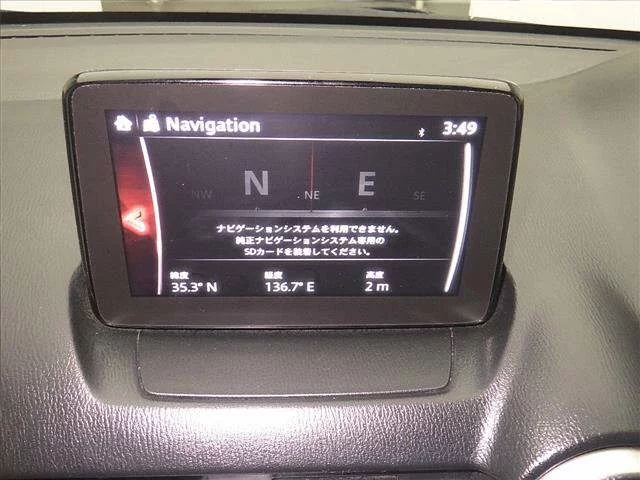 Navigation
3:49
NW N NE E SE
ナビゲーションシステムを利用できません。
純正ナビゲーションシステム専用の
SDカードを装着してください。
緯度 経度 高度
35.3° N 136.7° E 2 m